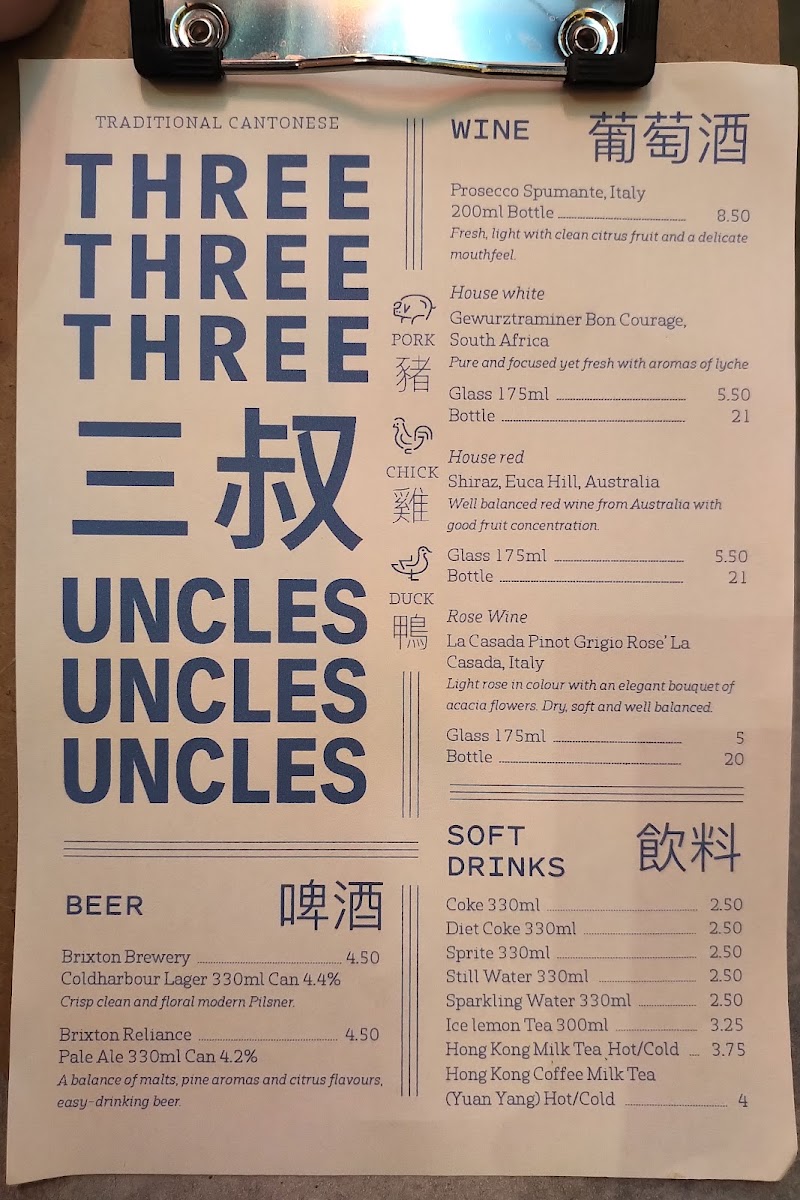 TRADITIONAL CANTONESE
THREE
THREE
THREE
三叔
UNCLES
UNCLES
UNCLES
PORK
豬
CHICK
雞
DUCK
鴨
BEER 啤酒
Brixton Brewery 4.50
Coldharbour Lager 330ml Can 4.4%
Crisp clean and floral modern Pilsner.
Brixton Reliance 4.50
Pale Ale 330ml Can 4.2%
A balance of malts, pine aromas and citrus flavours,
easy-drinking beer.
WINE 葡萄酒
Prosecco Spumante, Italy
200ml Bottle 8.50
Fresh, light with clean citrus fruit and a delicate
mouthfeel.
House white
Gewurztraminer Bon Courage,
South Africa
Pure and focused yet fresh with aromas of lyche
Glass 175ml 5.50
Bottle 21
House red
Shiraz, Euca Hill, Australia
Well balanced red wine from Australia with
good fruit concentration.
Glass 175ml 5.50
Bottle 21
Rose Wine
La Casada Pinot Grigio Rose' La
Casada, Italy
Light rose in colour with an elegant bouquet of
acacia flowers. Dry, soft and well balanced.
Glass 175ml 5
Bottle 20
SOFT
DRINKS 飲料
Coke 330ml 2.50
Diet Coke 330ml 2.50
Sprite 330ml 2.50
Still Water 330ml 2.50
Sparkling Water 330ml 2.50
Ice lemon Tea 300ml 3.25
Hong Kong Milk Tea Hot/Cold 3.75
Hong Kong Coffee Milk Tea
(Yuan Yang) Hot/Cold 4